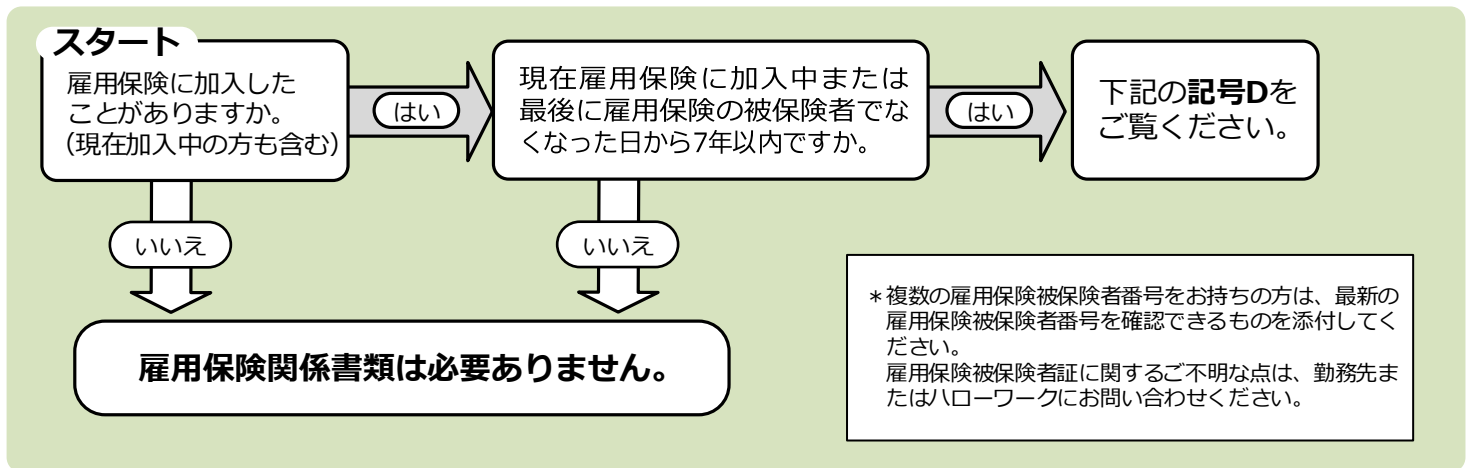 スタート
雇用保険に加入した
ことがありますか。
(現在加入中の方も含む)
はい
現在雇用保険に加入中または
最後に雇用保険の被保険者でな
くなった日から7年以内ですか。
はい
下記の記号Dを
ご覧ください。
いいえ
いいえ
雇用保険関係書類は必要ありません。
＊複数の雇用保険被保険者番号をお持ちの方は、最新の
雇用保険被保険者番号を確認できるものを添付してく
ださい。
雇用保険被保険者証に関するご不明な点は、勤務先ま
たはハローワークにお問い合わせください。